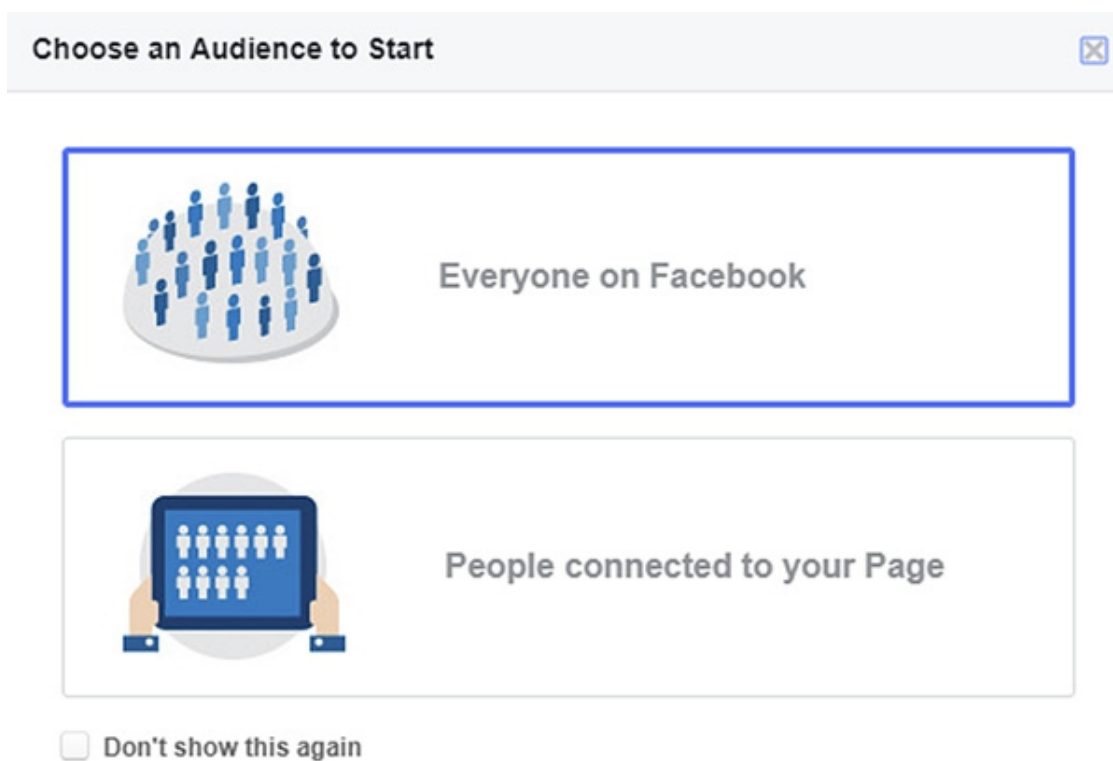 Choose an Audience to Start
Everyone on Facebook
People connected to your Page
Don't show this again